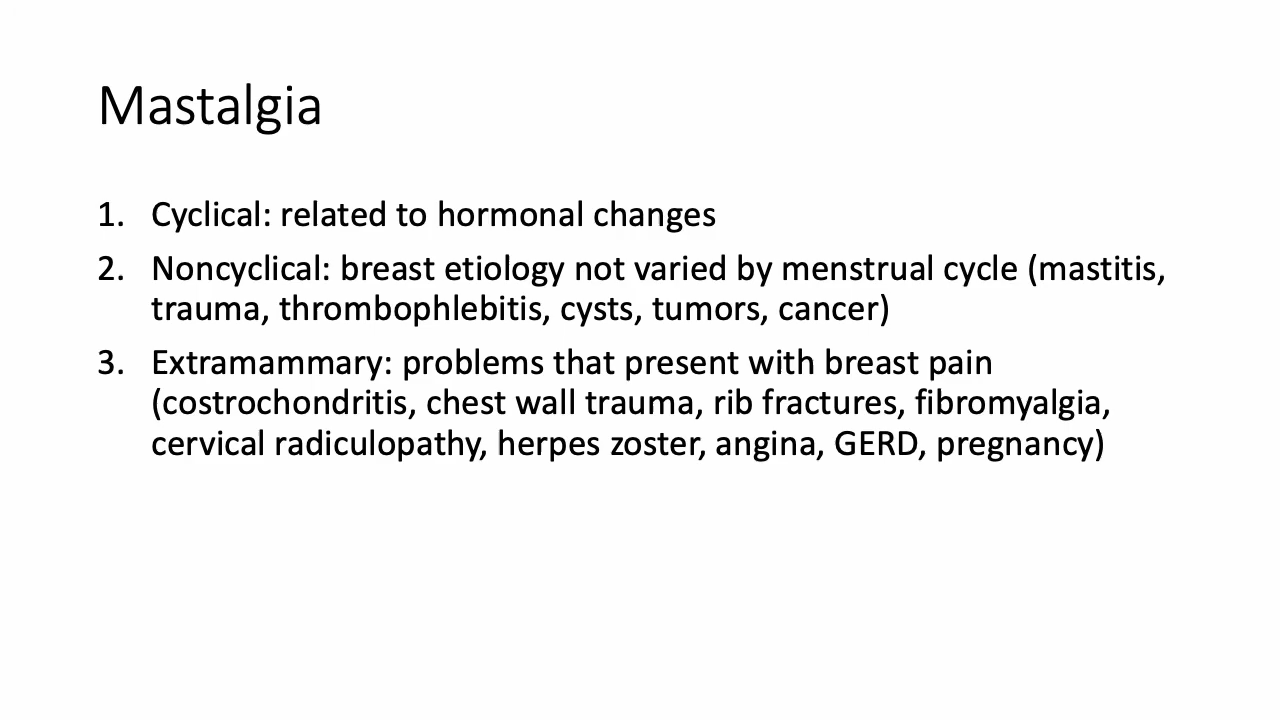 Mastalgia
1. Cyclical: related to hormonal changes
2. Noncyclical: breast etiology not varied by menstrual cycle (mastitis,
trauma, thrombophlebitis, cysts, tumors, cancer)
3. Extramammary: problems that present with breast pain
(costrochondritis, chest wall trauma, rib fractures, fibromyalgia,
cervical radiculopathy, herpes zoster, angina, GERD, pregnancy)